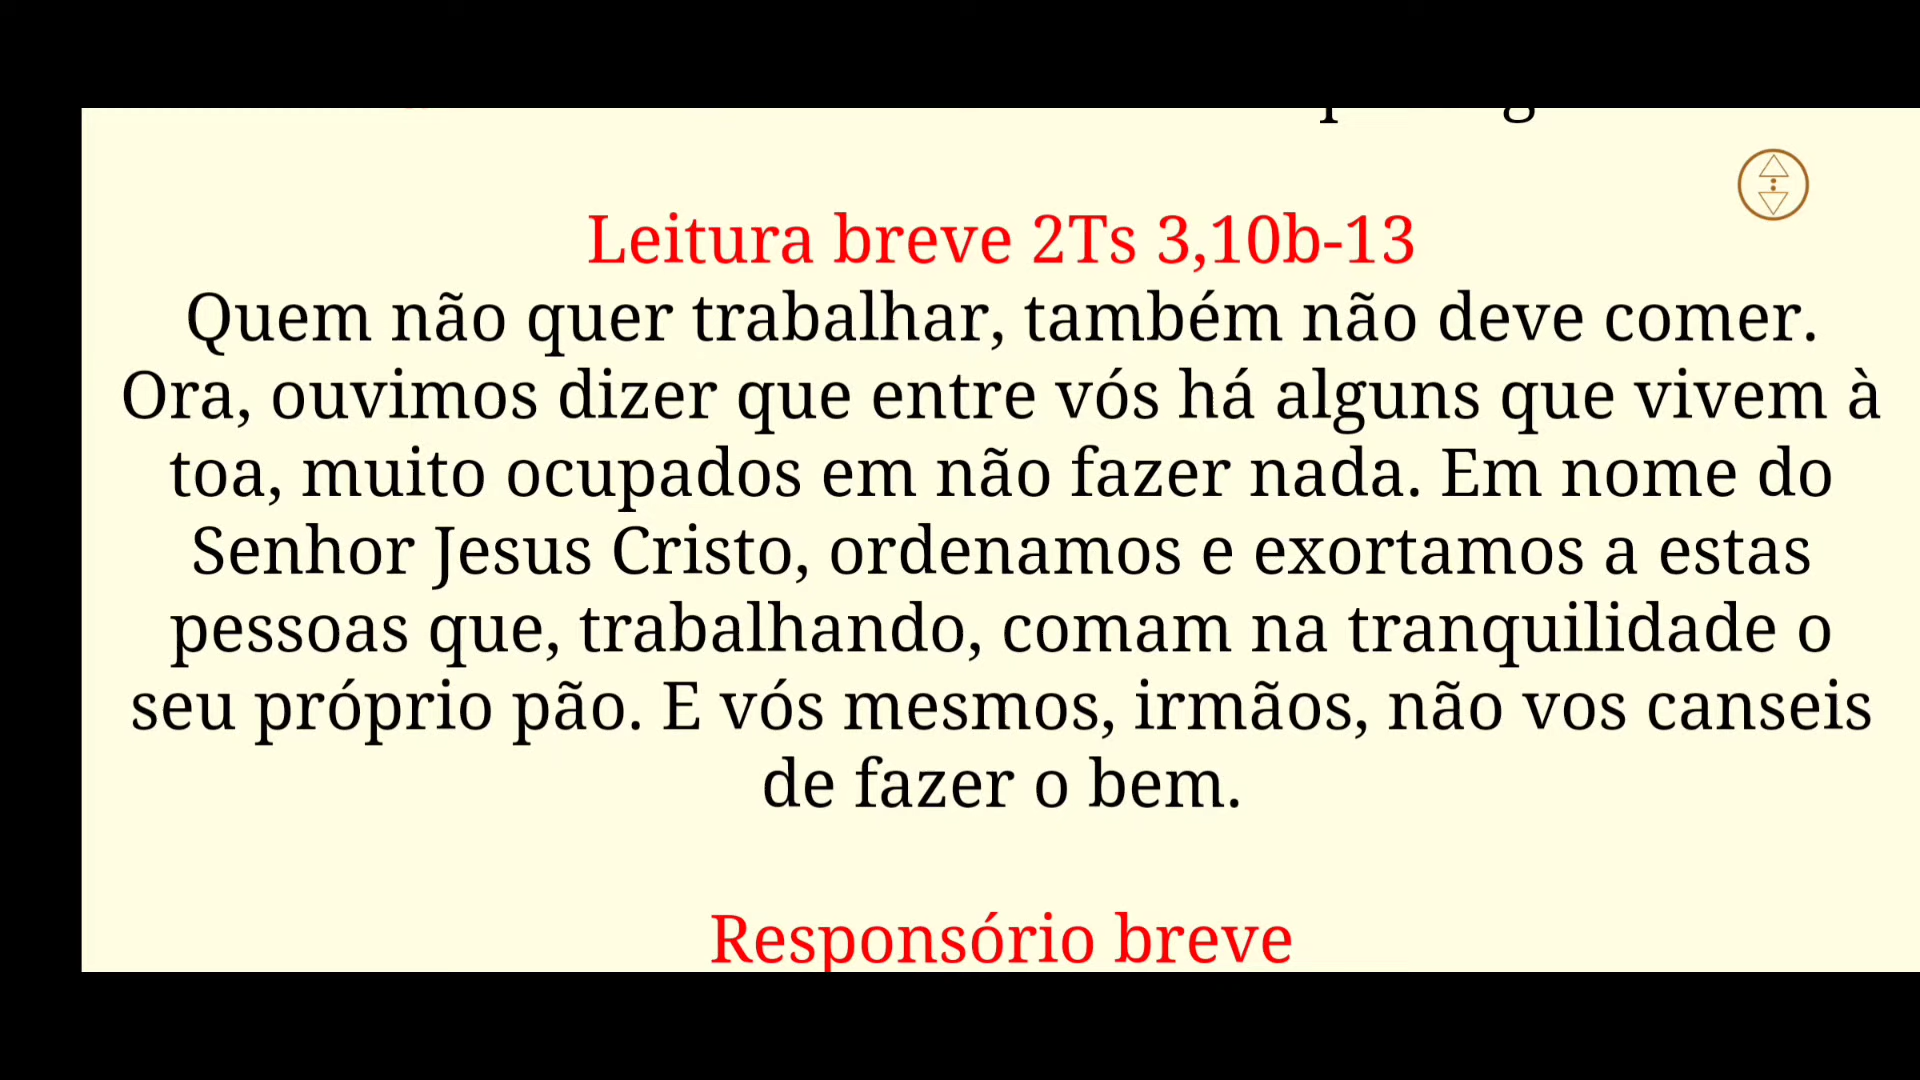 Leitura breve 2Ts 3,10b-13
Quem não quer trabalhar, também não deve comer.
Ora, ouvimos dizer que entre vós há alguns que vivem à
toa, muito ocupados em não fazer nada. Em nome do
Senhor Jesus Cristo, ordenamos e exortamos a estas
pessoas que, trabalhando, comam na tranquilidade o
seu próprio pão. E vós mesmos, irmãos, não vos canseis
de fazer o bem.
Responsório breve